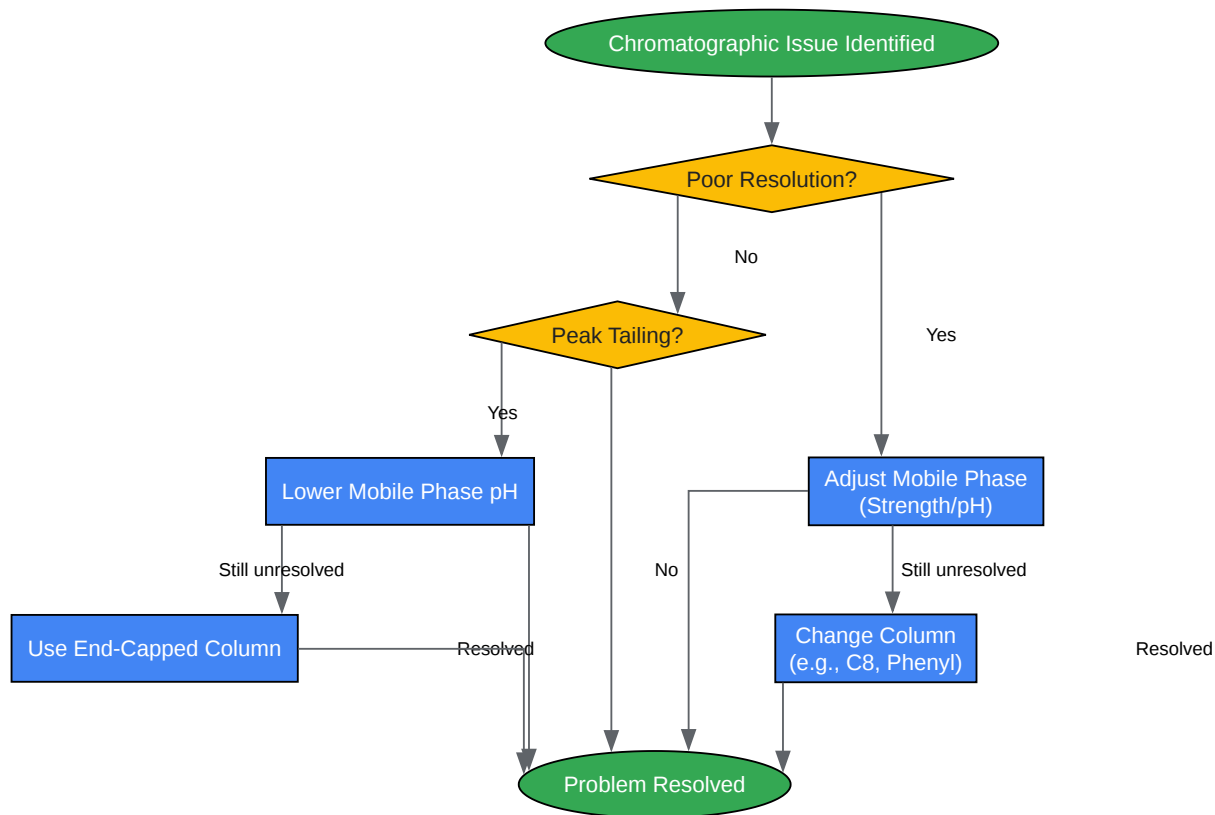 Chromatographic Issue Identified
Poor Resolution?
No
Peak Tailing?
Yes
Yes
Lower Mobile Phase pH
Adjust Mobile Phase
(Strength/pH)
Still unresolved
No
Still unresolved
Use End-Capped Column
Resolved
Change Column
(e.g., C8, Phenyl)
Resolved
Problem Resolved